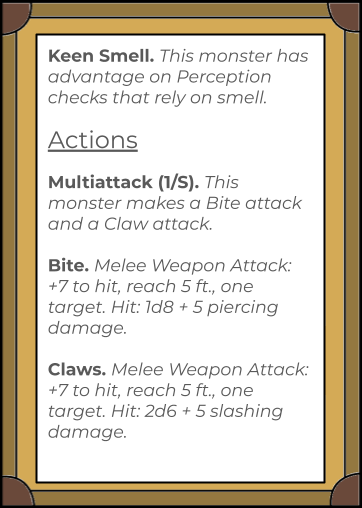 Keen Smell. This monster has
advantage on Perception
checks that rely on smell.
Actions
Multiattack (1/S). This
monster makes a Bite attack
and a Claw attack.
Bite. Melee Weapon Attack:
+7 to hit, reach 5 ft., one
target. Hit: 1d8 + 5 piercing
damage.
Claws. Melee Weapon Attack:
+7 to hit, reach 5 ft., one
target. Hit: 2d6 + 5 slashing
damage.